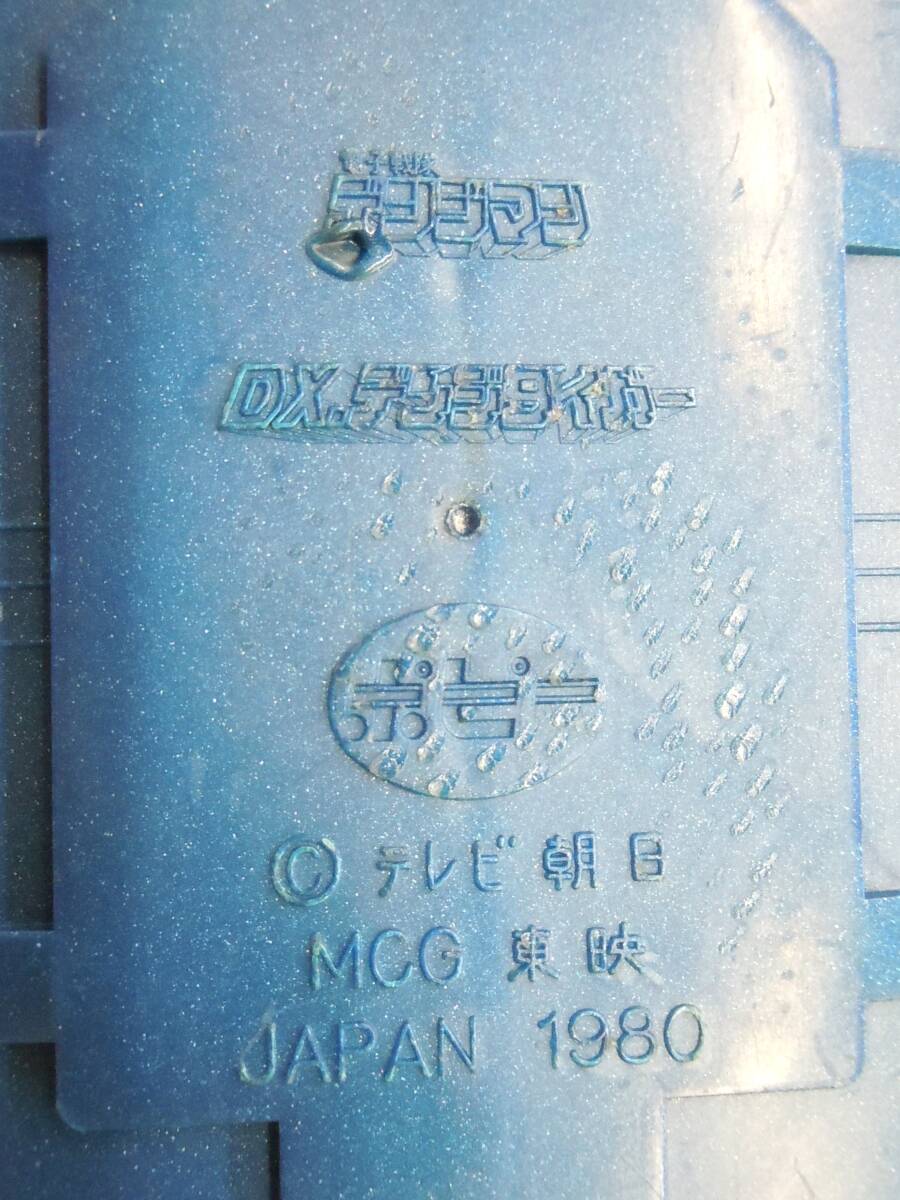 電子戦隊
デンジマン
DX.デンジタイガー
ポピー
© テレビ朝日
MCG 東映
JAPAN 1980